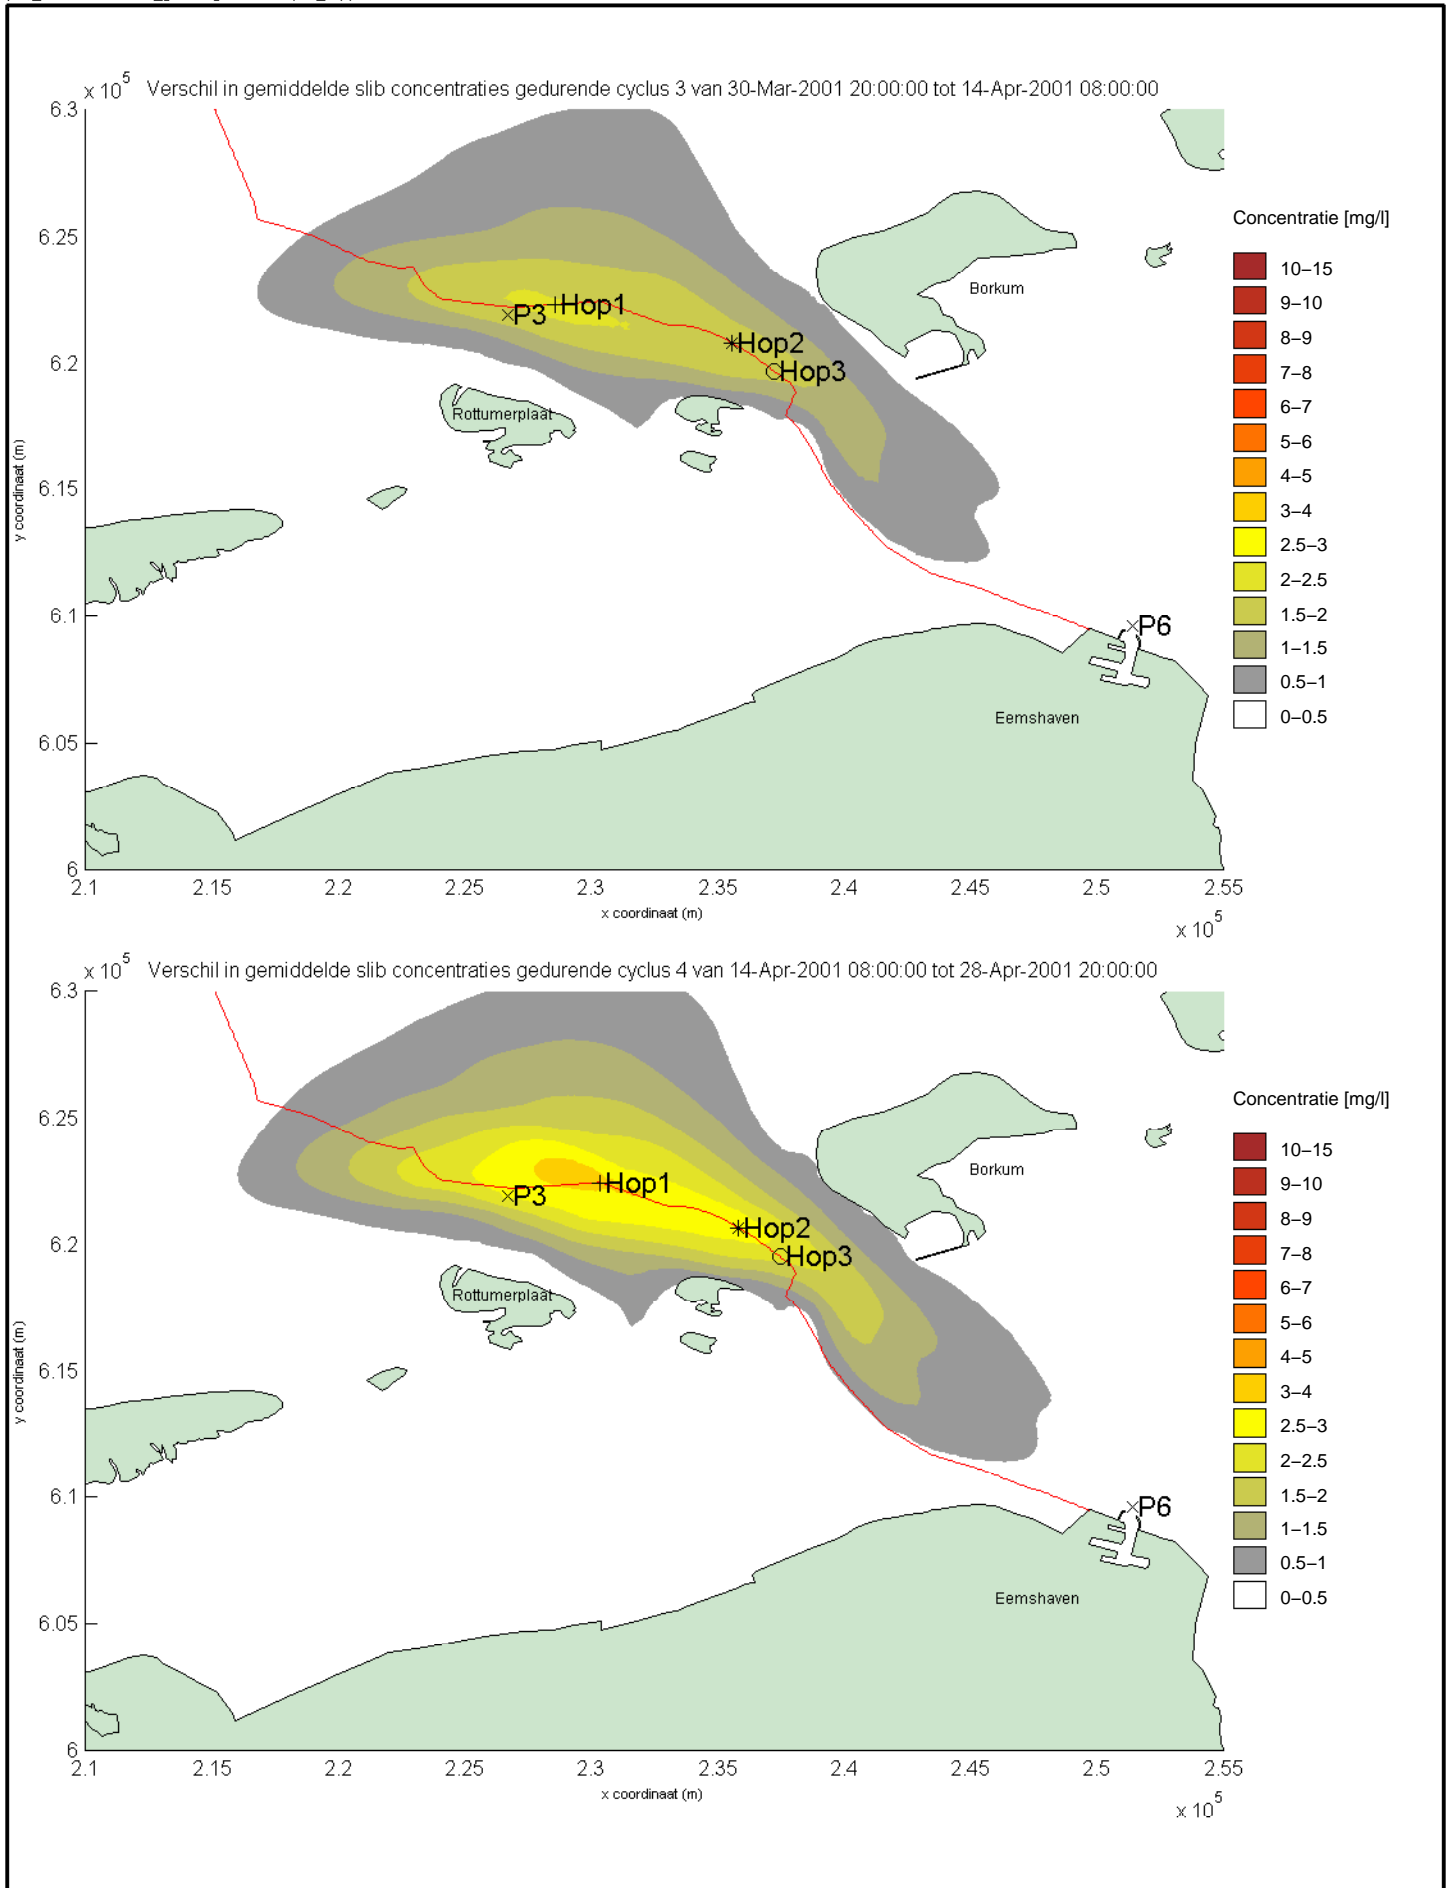 x 10^5 Verschil in gemiddelde slib concentraties gedurende cyclus 3 van 30-Mar-2001 20:00:00 tot 14-Apr-2001 08:00:00
6.3
6.25
6.2
6.15
6.1
6.05
6
y coordinaat (m)
2.1 2.15 2.2 2.25 2.3 2.35 2.4 2.45 2.5 2.55
x coordinaat (m)
x 10^5
Borkum
Hop1
P3
Hop2
Hop3
Rottumerplaat
P6
Eemshaven
Concentratie [mg/l]
10–15
9–10
8–9
7–8
6–7
5–6
4–5
3–4
2.5–3
2–2.5
1.5–2
1–1.5
0.5–1
0–0.5
x 10^5 Verschil in gemiddelde slib concentraties gedurende cyclus 4 van 14-Apr-2001 08:00:00 tot 28-Apr-2001 20:00:00
6.3
6.25
6.2
6.15
6.1
6.05
6
y coordinaat (m)
2.1 2.15 2.2 2.25 2.3 2.35 2.4 2.45 2.5 2.55
x coordinaat (m)
x 10^5
Borkum
Hop1
P3
Hop2
Hop3
Rottumerplaat
P6
Eemshaven
Concentratie [mg/l]
10–15
9–10
8–9
7–8
6–7
5–6
4–5
3–4
2.5–3
2–2.5
1.5–2
1–1.5
0.5–1
0–0.5